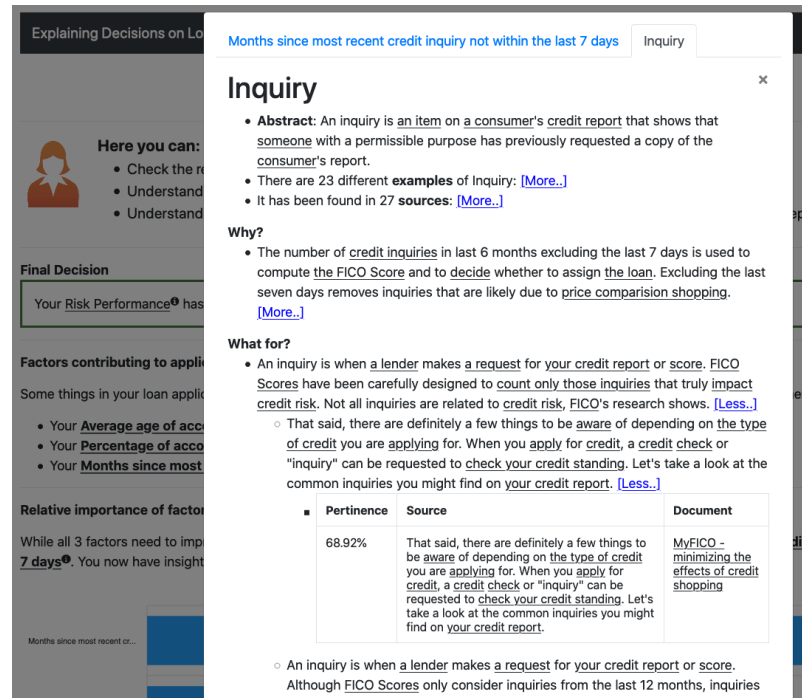 Explaining Decisions on Lo
Here you can:
Check the re
Understand
Understand
ep
Final Decision
Your Risk Performance has
Factors contributing to appli
Some things in your loan applic
e
Your Average age of acco
Your Percentage of acco
Your Months since most
Relative importance of factor
While all 3 factors need to imp
di
7 days. You now have insight
Months since most recent cr...
Months since most recent credit inquiry not within the last 7 days
Inquiry
×
Inquiry
Abstract: An inquiry is an item on a consumer's credit report that shows that
someone with a permissible purpose has previously requested a copy of the
consumer's report.
There are 23 different examples of Inquiry: [More..]
It has been found in 27 sources: [More..]
Why?
The number of credit inquiries in last 6 months excluding the last 7 days is used to
compute the FICO Score and to decide whether to assign the loan. Excluding the last
seven days removes inquiries that are likely due to price comparision shopping.
[More..]
What for?
An inquiry is when a lender makes a request for your credit report or score. FICO
Scores have been carefully designed to count only those inquiries that truly impact
credit risk. Not all inquiries are related to credit risk, FICO's research shows. [Less..]
That said, there are definitely a few things to be aware of depending on the type
of credit you are applying for. When you apply for credit, a credit check or
"inquiry" can be requested to check your credit standing. Let's take a look at the
common inquiries you might find on your credit report. [Less..]
Pertinence Source Document
68.92%
That said, there are definitely a few things to
be aware of depending on the type of credit
you are applying for. When you apply for
credit, a credit check or "inquiry" can be
requested to check your credit standing. Let's
take a look at the common inquiries you might
find on your credit report.
MyFICO -
minimizing the
effects of credit
shopping
An inquiry is when a lender makes a request for your credit report or score.
Although FICO Scores only consider inquiries from the last 12 months, inquiries